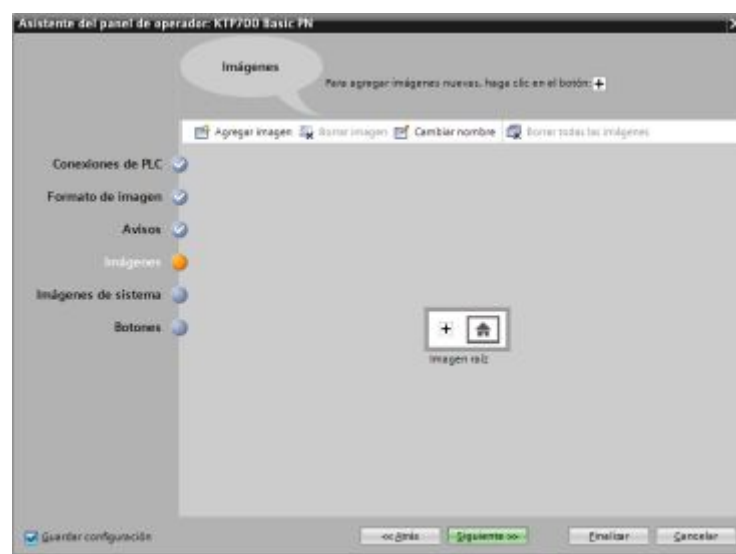 Asistente del panel de operador: KTP700 Basic PN
Imágenes
Para agregar imágenes nuevas, haga clic en el botón: +
Agregar imagen Borrar imagen Cambiar nombre Borrar todas las imágenes
Conexiones de PLC
Formato de imagen
Avisos
Imágenes
Imágenes de sistema
Botones
+
Imagen raíz
Guardar configuración
<< Atrás Siguiente >> Finalizar Cancelar